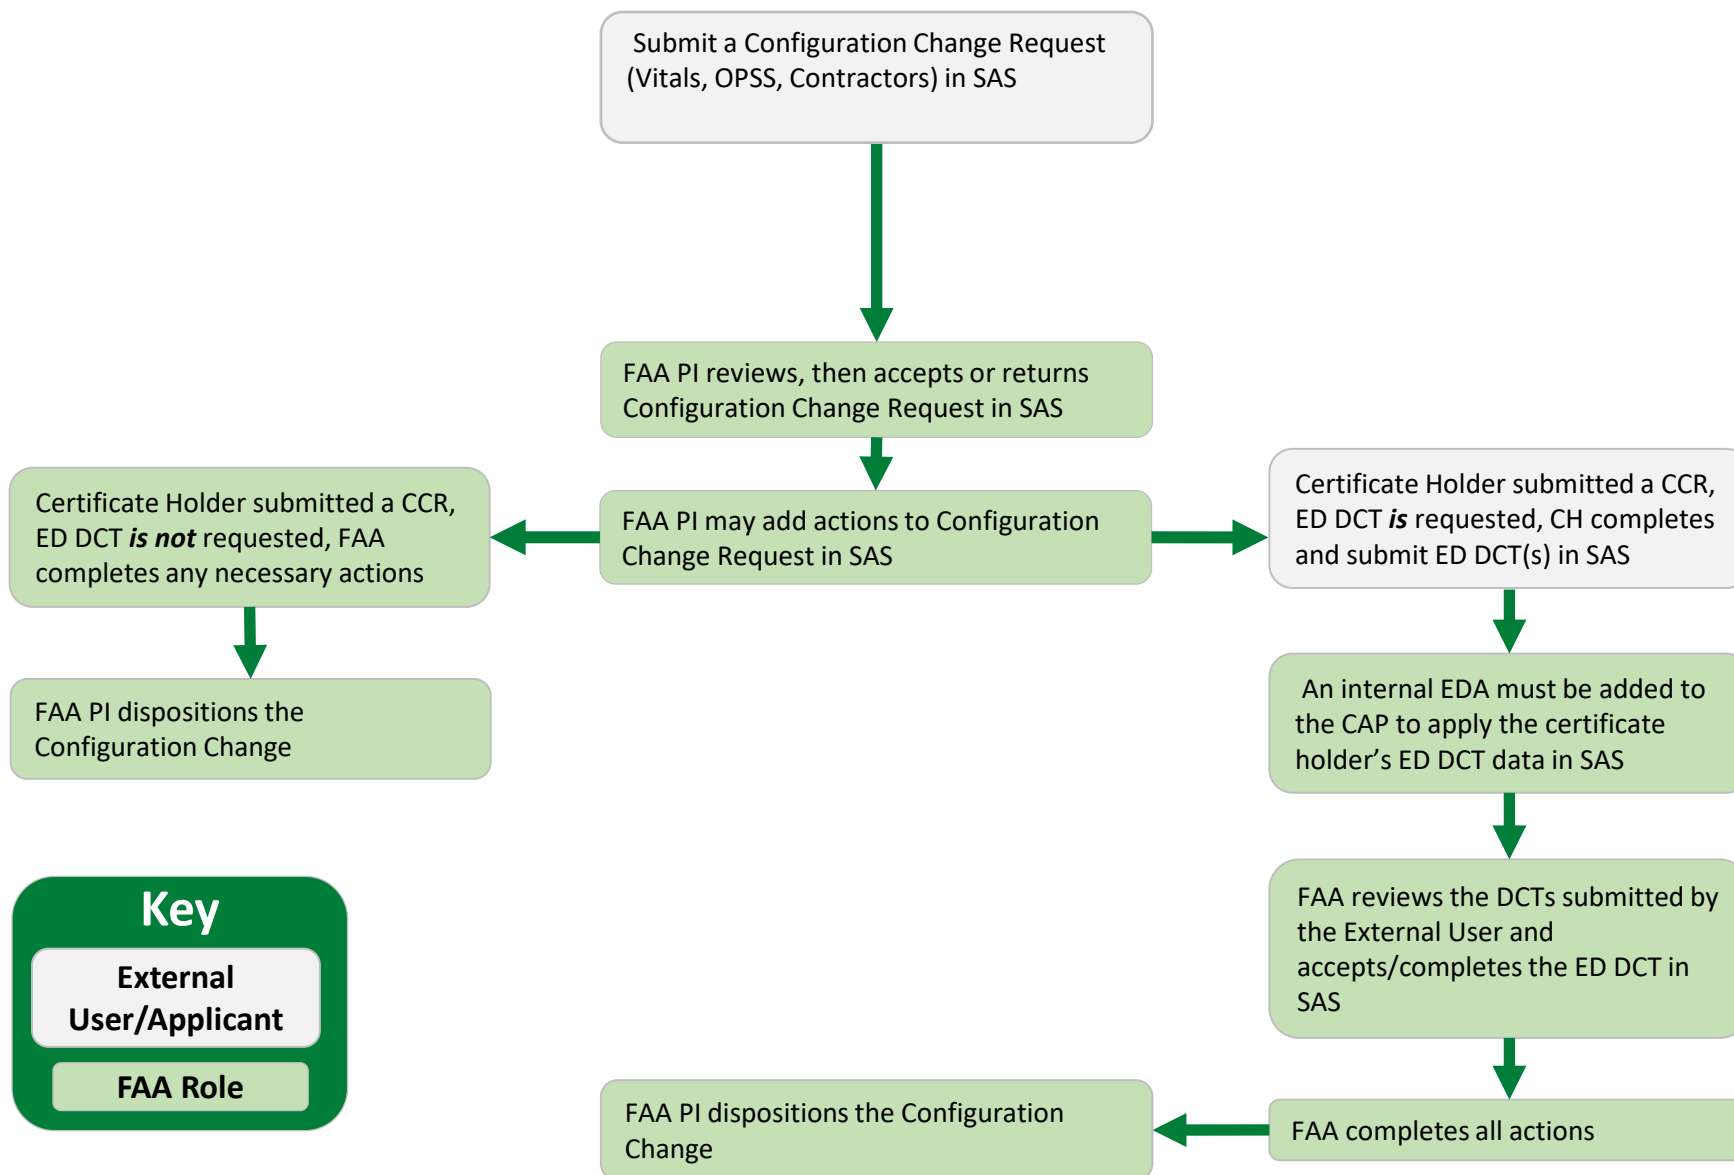 Submit a Configuration Change Request
(Vitals, OPSS, Contractors) in SAS
FAA PI reviews, then accepts or returns
Configuration Change Request in SAS
FAA PI may add actions to Configuration
Change Request in SAS
Certificate Holder submitted a CCR,
ED DCT is not requested, FAA
completes any necessary actions
FAA PI dispositions the
Configuration Change
Certificate Holder submitted a CCR,
ED DCT is requested, CH completes
and submit ED DCT(s) in SAS
An internal EDA must be added to
the CAP to apply the certificate
holder’s ED DCT data in SAS
FAA reviews the DCTs submitted by
the External User and
accepts/completes the ED DCT in
SAS
FAA completes all actions
FAA PI dispositions the Configuration
Change
Key
External
User/Applicant
FAA Role